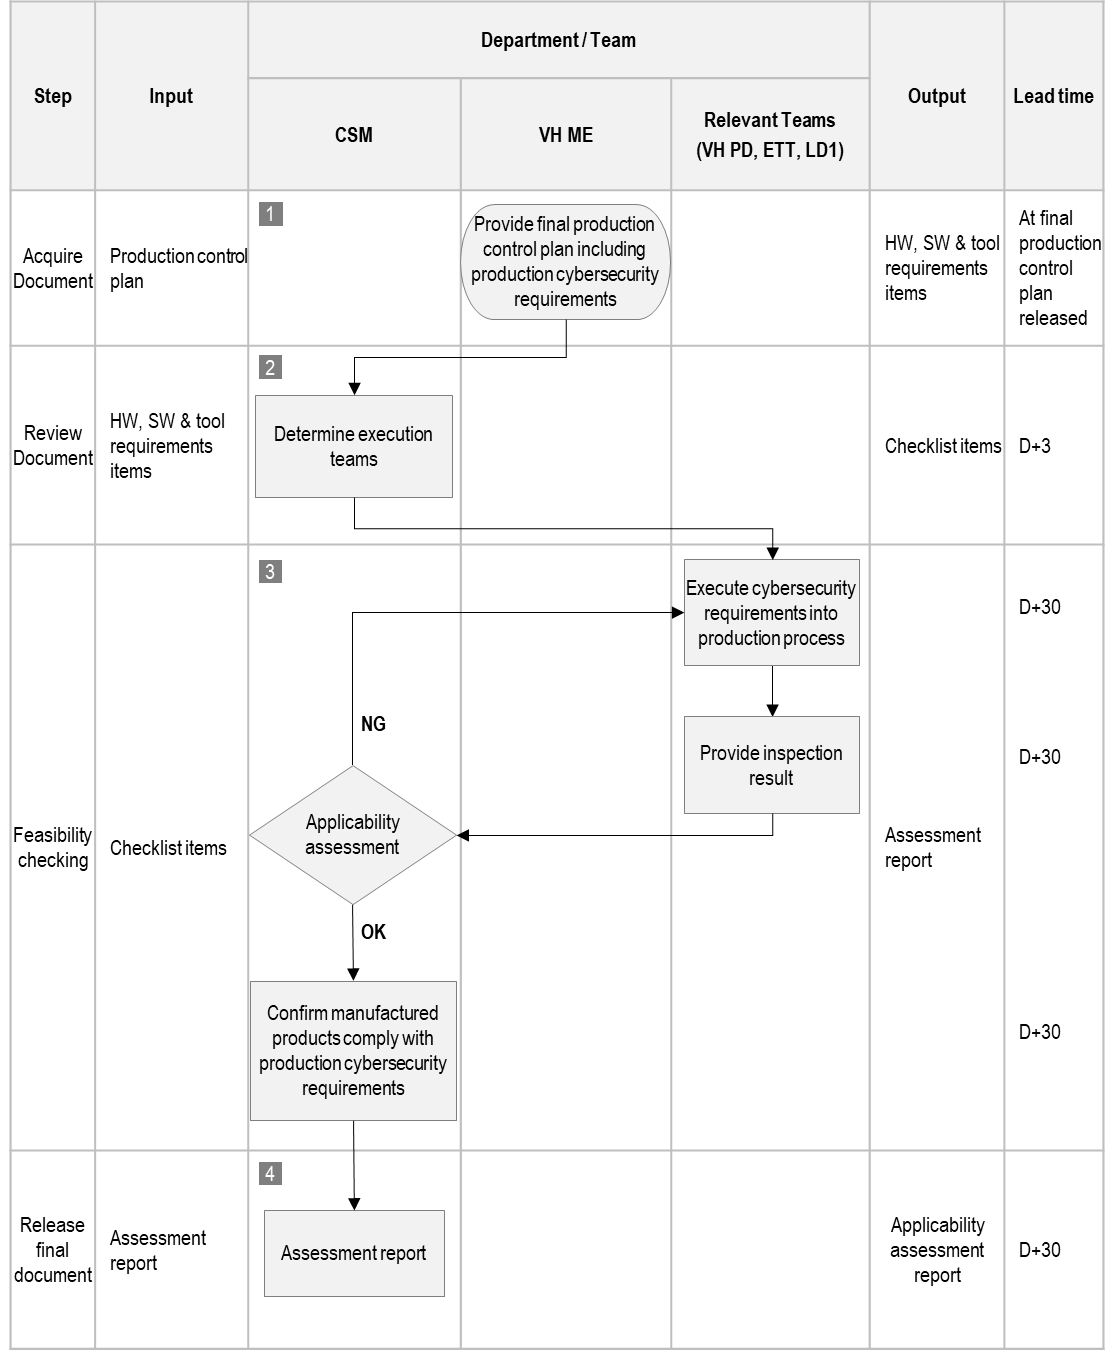 Step
Input
Department / Team
CSM
VH ME
Relevant Teams
(VH PD, ETT, LD1)
Output
Lead time
Acquire
Document
Production control
plan
1
Provide final production
control plan including
production cybersecurity
requirements
HW, SW & tool
requirements
items
At final
production
control
plan
released
Review
Document
HW, SW & tool
requirements
items
2
Determine execution
teams
Checklist items
D+3
Feasibility
checking
Checklist items
3
Execute cybersecurity
requirements into
production process
D+30
NG
Provide inspection
result
D+30
Applicability
assessment
Assessment
report
OK
Confirm manufactured
products comply with
production cybersecurity
requirements
D+30
Release
final
document
Assessment
report
4
Assessment report
Applicability
assessment
report
D+30